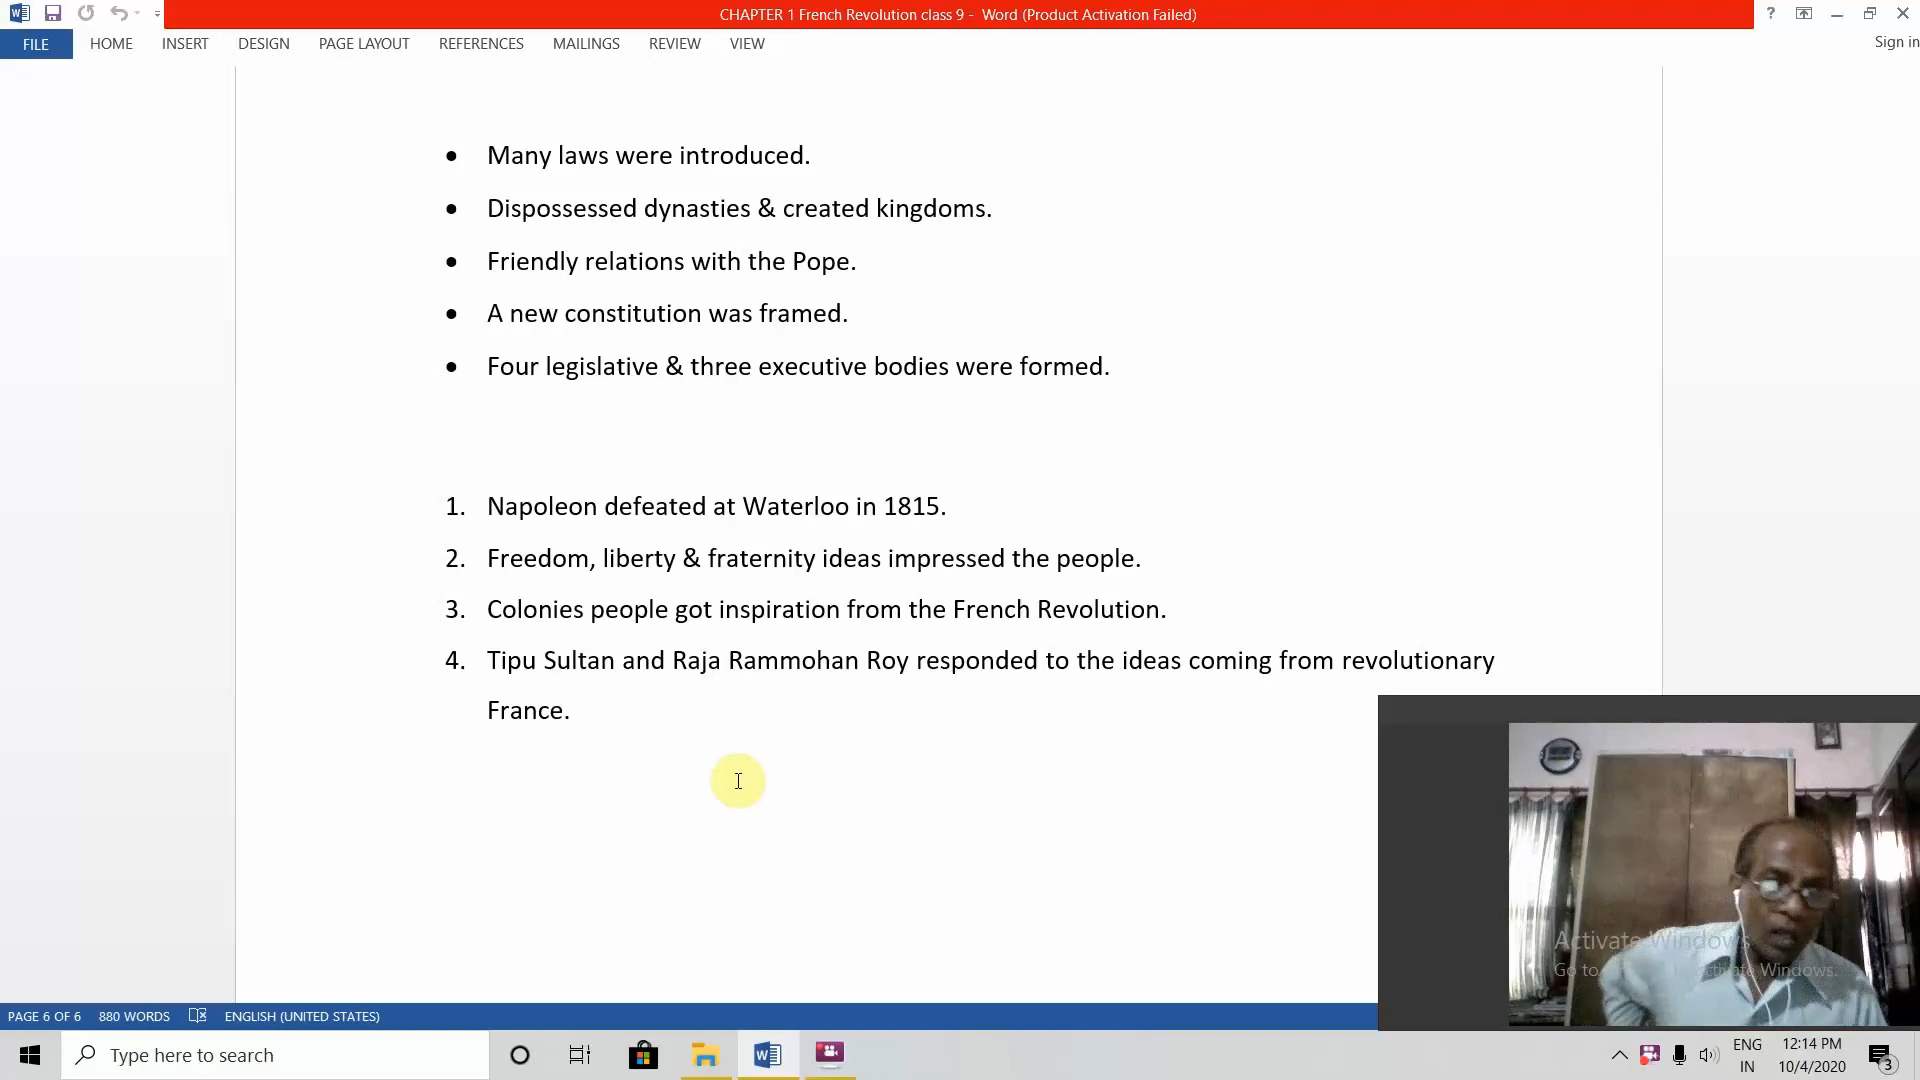 CHAPTER 1 French Revolution class 9 - Word (Product Activation Failed)
?
FILE HOME INSERT DESIGN PAGE LAYOUT REFERENCES MAILINGS REVIEW VIEW
Sign in
• Many laws were introduced.
• Dispossessed dynasties & created kingdoms.
• Friendly relations with the Pope.
• A new constitution was framed.
• Four legislative & three executive bodies were formed.
1. Napoleon defeated at Waterloo in 1815.
2. Freedom, liberty & fraternity ideas impressed the people.
3. Colonies people got inspiration from the French Revolution.
4. Tipu Sultan and Raja Rammohan Roy responded to the ideas coming from revolutionary
France.
Activate Windows
Go to activate Windows.
PAGE 6 OF 6 880 WORDS ENGLISH (UNITED STATES)
Type here to search
ENG
IN
12:14 PM
10/4/2020
3